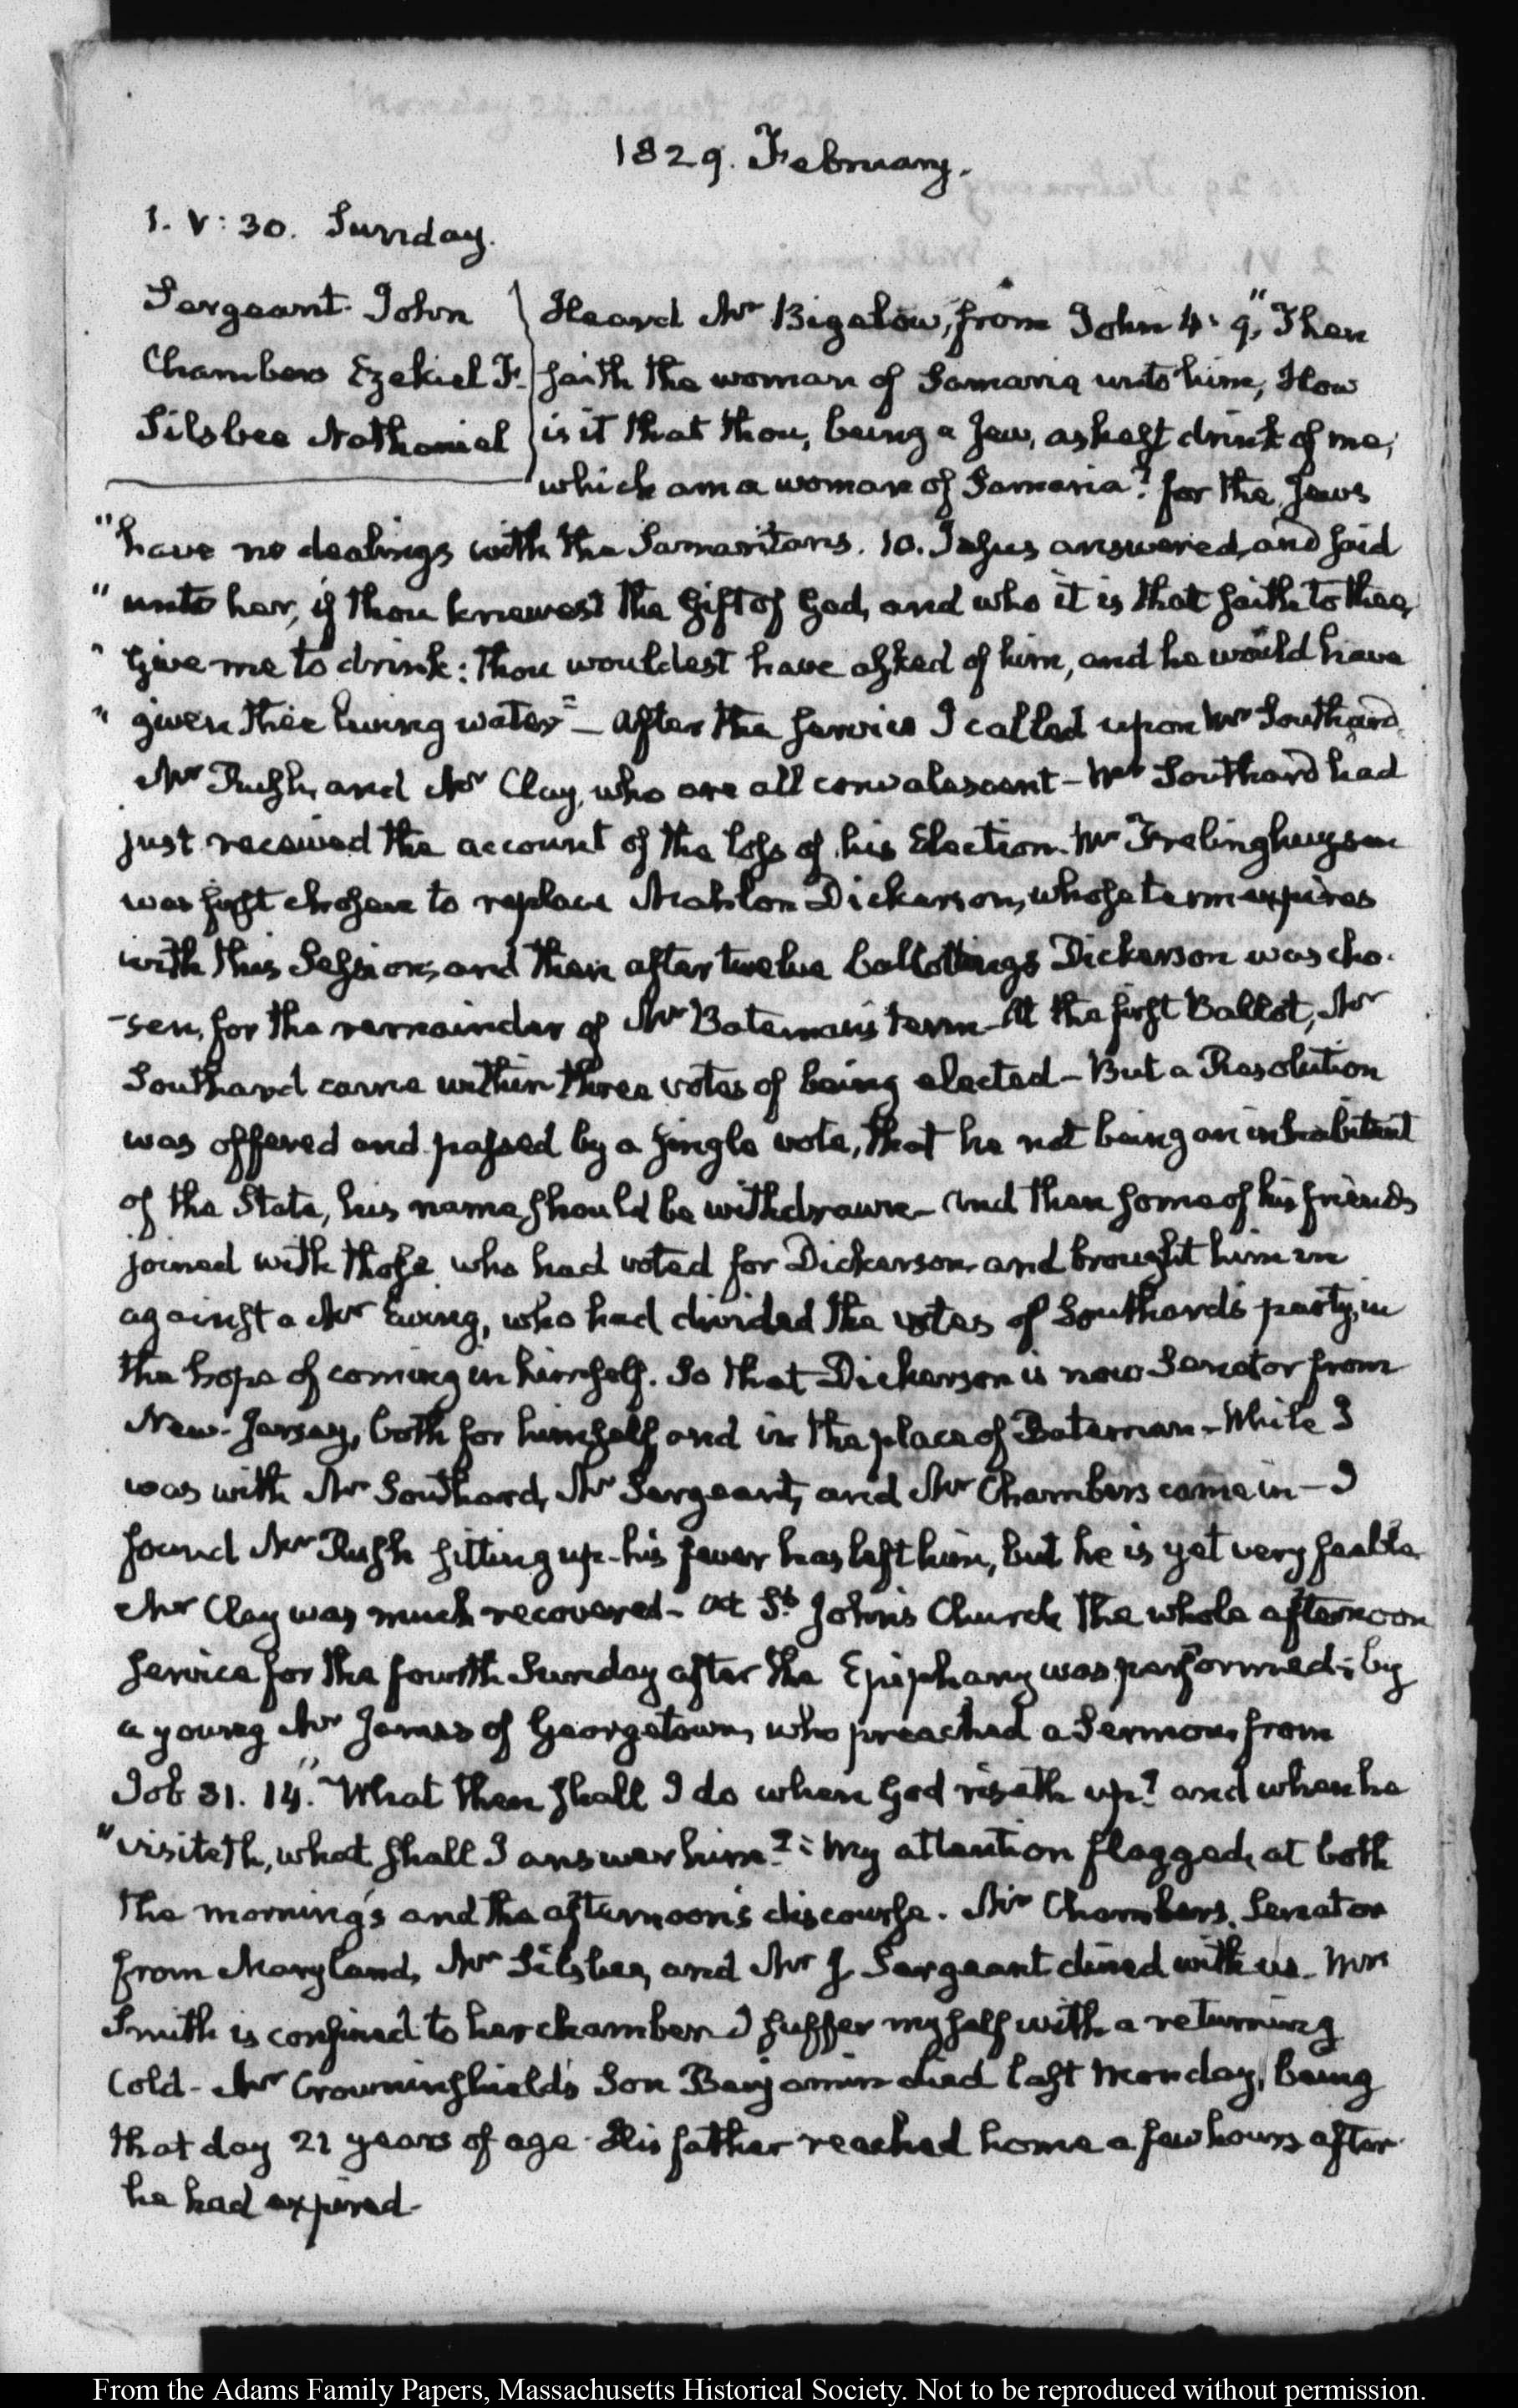 1829. February.
1. V: 30. Sunday.
Sergeant. John
Chambers Ezekiel F.
Silsbee Nathaniel
Heard Mr Bigelow, from John 4: 9, "Then
saith the woman of Samaria unto him, How
is it that thou, being a Jew, askest drink of me,
which am a woman of Samaria? for the Jews
"have no dealings with the Samaritans. 10. Jesus answered, and said
"unto her, if thou knewest the Gift of God, and who it is that saith to thee,
"Give me to drink: thou wouldest have asked of him, and he would have
"given thee living water" — After the service I called upon Mr Southard
Mr Rush, and Mr Clay, who are all convalescent — Mr Southard had
just received the account of the loss of his Election. Mr Frelinghuysen
was first chosen to replace Mahlon Dickerson, whose term expires
with this Session, and then after twelve ballottings Dickerson was cho-
-sen, for the remainder of Mr Bateman's term — At the first Ballot, Mr
Southard came within three votes of being elected — But a Resolution
was offered and passed by a single vote, that he not being an inhabitant
of the State, his name should be withdrawn — And then some of his friends
joined with those who had voted for Dickerson and brought him in
against a Mr Ewing, who had divided the votes of Southard's party, in
the hope of coming in himself. So that Dickerson is now Senator from
New-Jersey, both for himself and in the place of Bateman — While I
was with Mr Southard, Mr Sergeant, and Mr Chambers came in — I
found Mr Rush sitting up — his fever has left him, but he is yet very feeble
Mr Clay was much recovered — At St. John's Church the whole afternoon
service for the fourth Sunday after the Epiphany was performed; by
a young Mr James of Georgetown, who preached a Sermon from
Job 31. 14. "What then shall I do when God riseth up? and when he
"visiteth, what shall I answer him?" My attention flagged, at both
the morning's and the afternoon's discourse. Mr Chambers, Senator
from Maryland, Mr Silsbee, and Mr J. Sergeant dined with us. Mrs
Smith is confined to her chamber I suffer myself with a returning
Cold — Mr Crowninshield's Son Benjamin died last Monday, being
that day 21 years of age. His father reached home a few hours after
he had expired.
From the Adams Family Papers, Massachusetts Historical Society. Not to be reproduced without permission.